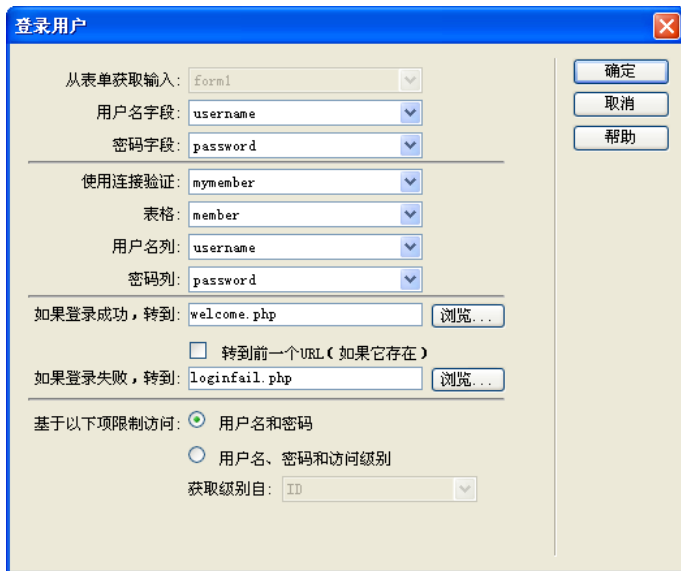 登录用户
从表单获取输入: form1
确定
用户名字段: username
取消
密码字段: password
帮助
使用连接验证: mymember
表格: member
用户名列: username
密码列: password
如果登录成功，转到: welcome.php 浏览...
转到前一个URL(如果它存在)
如果登录失败，转到: loginfail.php 浏览...
基于以下项限制访问: 用户名和密码
用户名、密码和访问级别
获取级别自: ID